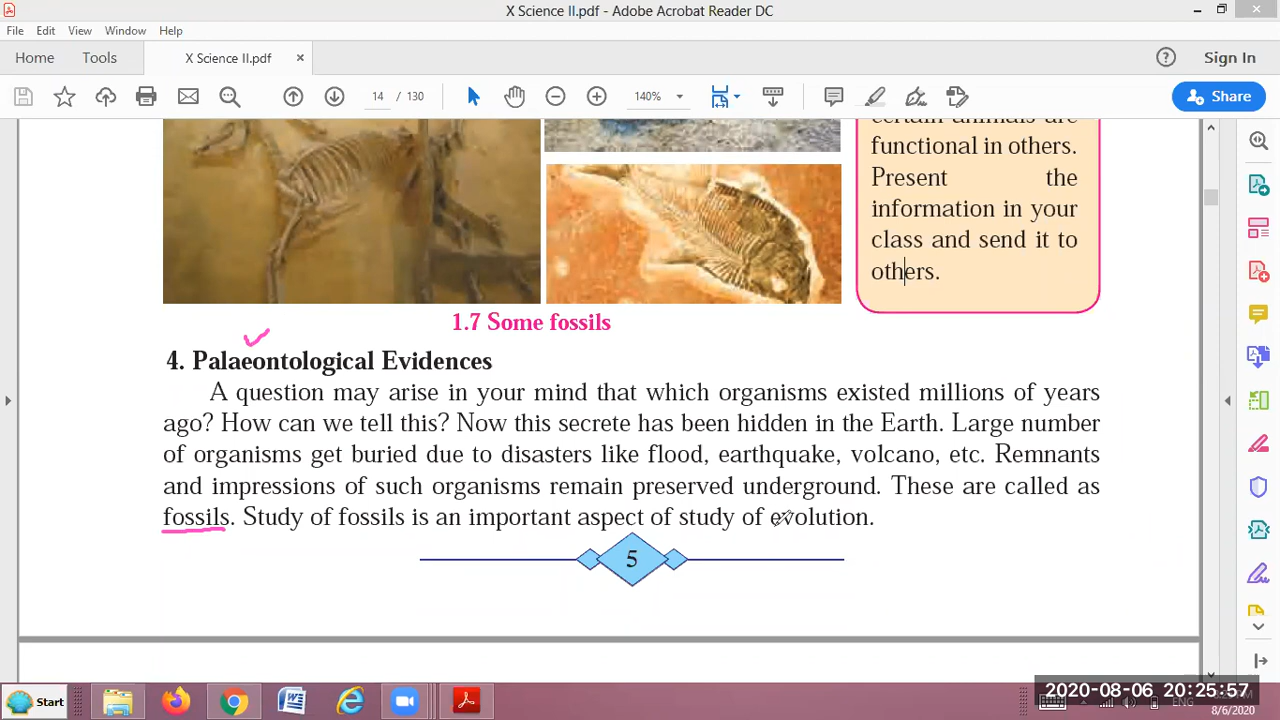 X Science II.pdf - Adobe Acrobat Reader DC
File Edit View Window Help
Home Tools X Science II.pdf × Sign In
14 / 130 140% Share
certain animals are
functional in others.
Present the
information in your
class and send it to
others.
1.7 Some fossils
4. Palaeontological Evidences
A question may arise in your mind that which organisms existed millions of years
ago? How can we tell this? Now this secrete has been hidden in the Earth. Large number
of organisms get buried due to disasters like flood, earthquake, volcano, etc. Remnants
and impressions of such organisms remain preserved underground. These are called as
fossils. Study of fossils is an important aspect of study of evolution.
5
Start
2020-08-06 20:25:57
ENG
8/6/2020